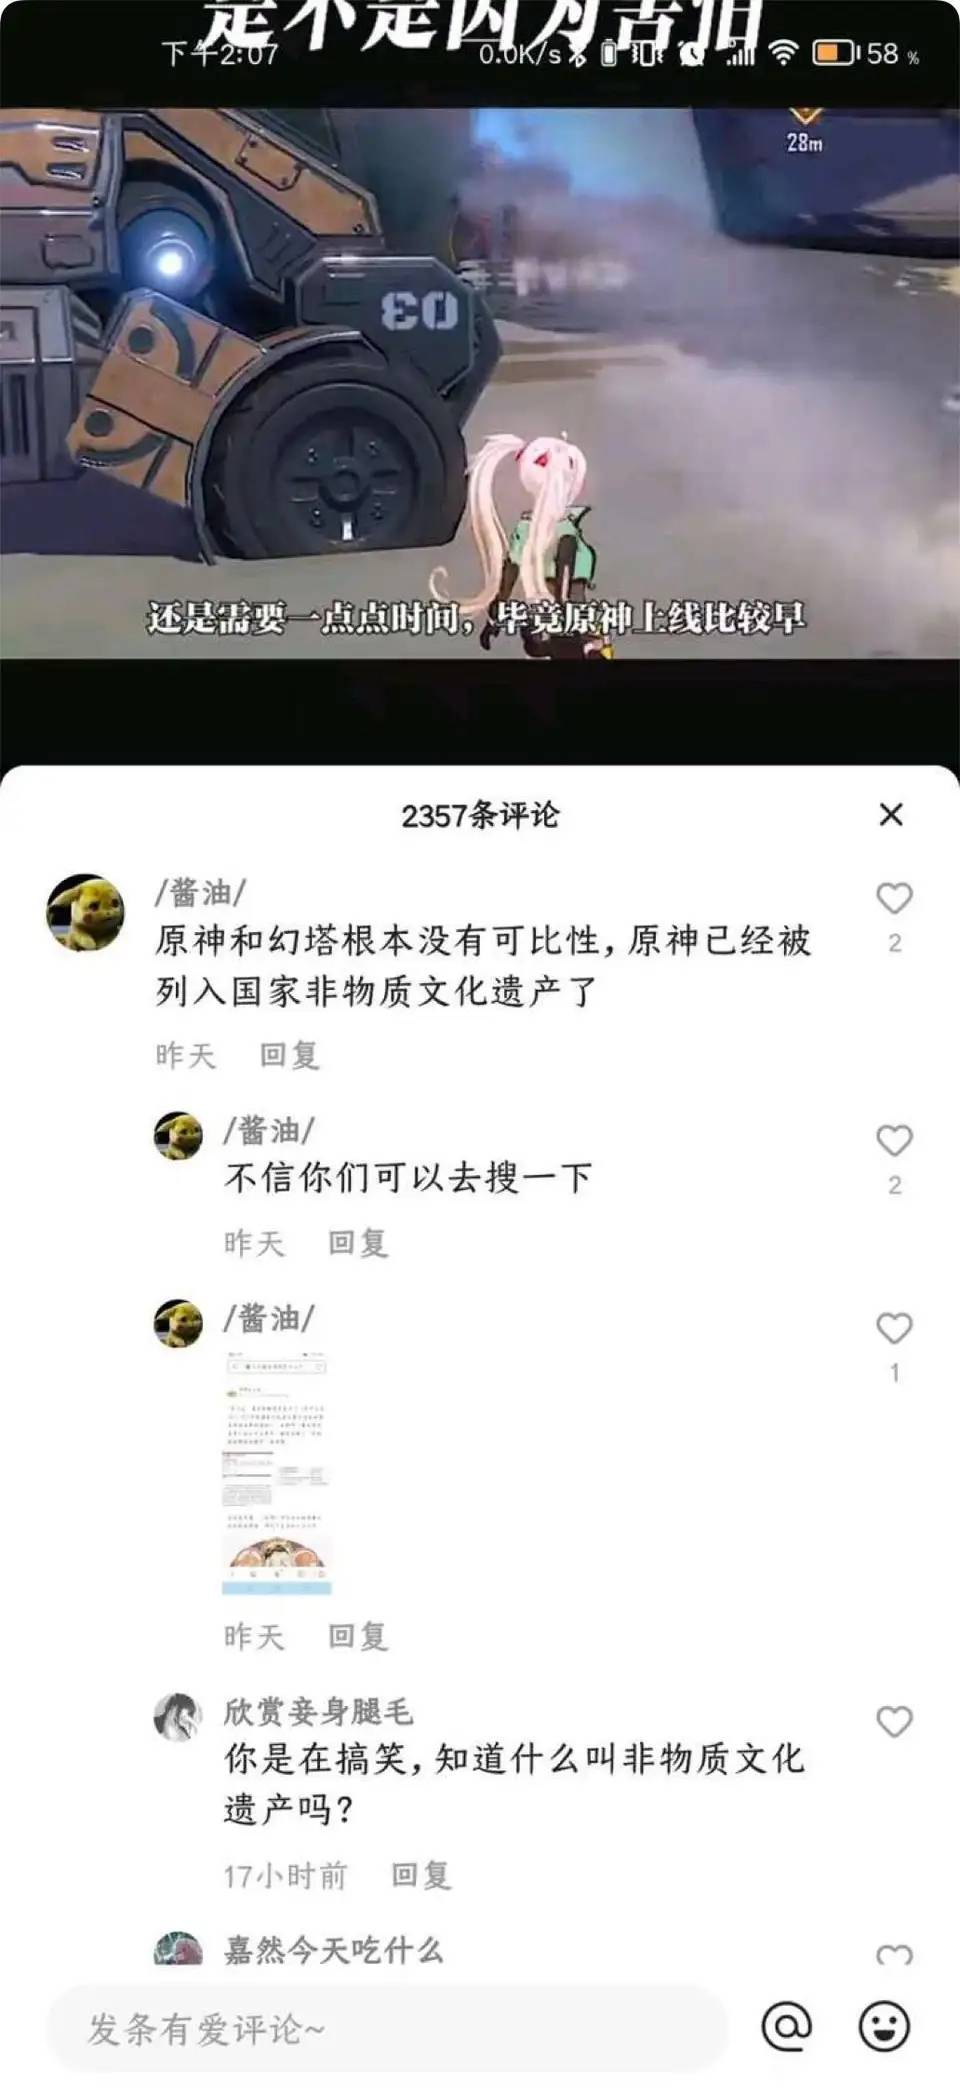 是不是因为害怕
下午2:07 0.0K/s 58 %
28m
03
还是需要一点点时间，毕竟原神上线比较早
2357条评论
/酱油/
原神和幻塔根本没有可比性，原神已经被
列入国家非物质文化遗产了
2
昨天 回复
/酱油/
不信你们可以去搜一下
2
昨天 回复
/酱油/
1
昨天 回复
欣赏妾身腿毛
你是在搞笑，知道什么叫非物质文化
遗产吗？
17小时前 回复
嘉然今天吃什么
发条有爱评论~